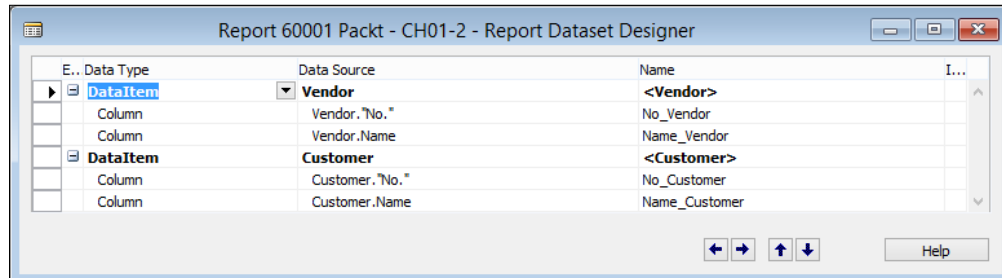 Report 60001 Packt - CH01-2 - Report Dataset Designer
E.. Data Type Data Source Name I...
DataItem Vendor <Vendor>
Column Vendor."No." No_Vendor
Column Vendor.Name Name_Vendor
DataItem Customer <Customer>
Column Customer."No." No_Customer
Column Customer.Name Name_Customer
Help